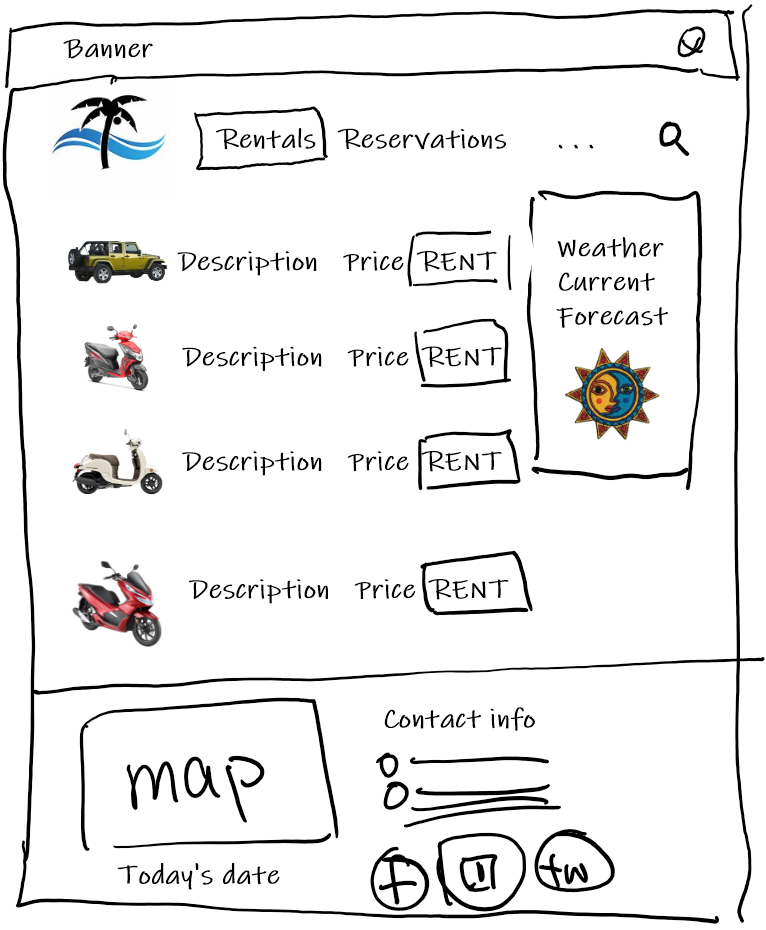 Banner
Rentals Reservations ...
Description Price RENT
Weather
Current
Forecast
Description Price RENT
Description Price RENT
Description Price RENT
map
Contact info
Today's date
f
tw